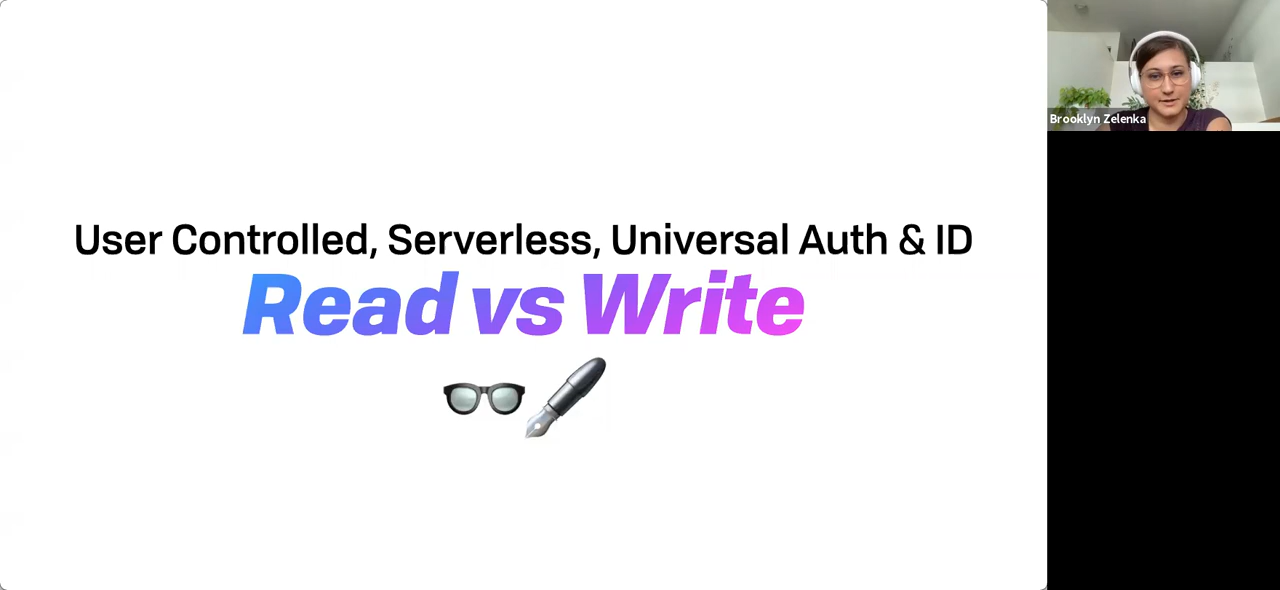 User Controlled, Serverless, Universal Auth & ID
Read vs Write
Brooklyn Zelenka